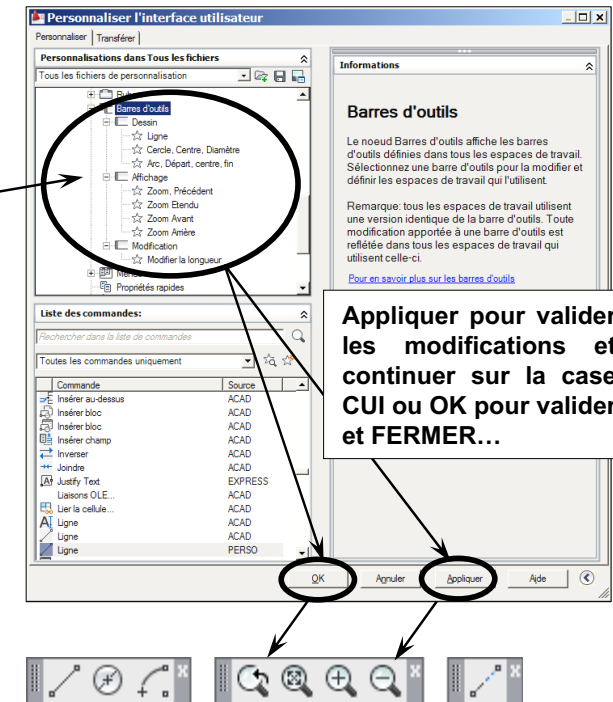 Personnaliser l'interface utilisateur
Personnaliser Transférer
Personnalisations dans Tous les fichiers
Tous les fichiers de personnalisation
Barres d'outils
Dessin
Ligne
Cercle, Centre, Diamètre
Arc, Départ, centre, fin
Affichage
Zoom, Précédent
Zoom Etendu
Zoom Avant
Zoom Arrière
Modification
Modifier la longueur
Propriétés rapides
Liste des commandes:
Rechercher dans la liste de commandes
Toutes les commandes uniquement
Commande Source
Insérer au-dessus ACAD
Insérer bloc ACAD
Insérer bloc ACAD
Insérer champ ACAD
Inverser ACAD
Joindre ACAD
Justify Text EXPRESS
Liaisons OLE... ACAD
Lier la cellule... ACAD
Ligne ACAD
Ligne ACAD
Ligne PERSO
Informations
Barres d'outils
Le noeud Barres d'outils affiche les barres
d'outils définies dans tous les espaces de travail.
Sélectionnez une barre d'outils pour la modifier et
définir les espaces de travail qui l'utilisent.
Remarque: tous les espaces de travail utilisent
une version identique de la barre d'outils. Toute
modification apportée à une barre d'outils est
reflétée dans tous les espaces de travail qui
utilisent celle-ci.
Pour en savoir plus sur les barres d'outils
Appliquer pour valider
les modifications et
continuer sur la case
CUI ou OK pour valider
et FERMER…
OK Annuler Appliquer Aide